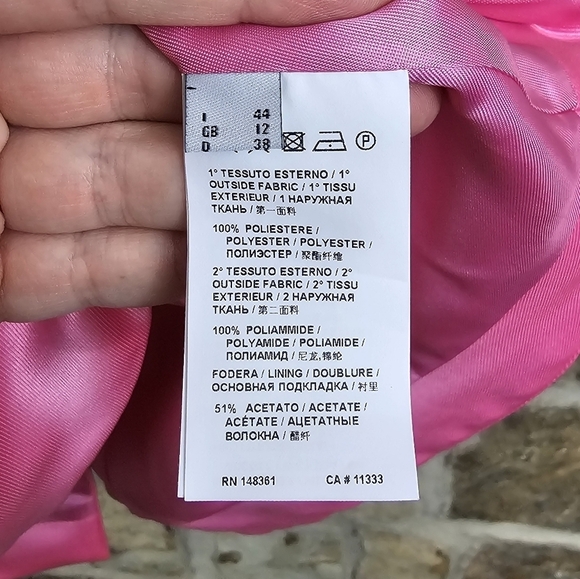 I 44
GB 12
D 38
P
1° TESSUTO ESTERNO / 1°
OUTSIDE FABRIC / 1° TISSU
EXTERIEUR / 1 НАРУЖНАЯ
ТКАНЬ / 第一面料
100% POLIESTERE /
POLYESTER / POLYESTER /
ПОЛИЭСТЕР / 聚酯纤维
2° TESSUTO ESTERNO / 2°
OUTSIDE FABRIC / 2° TISSU
EXTERIEUR / 2 НАРУЖНАЯ
ТКАНЬ / 第二面料
100% POLIAMMIDE /
POLYAMIDE / POLIAMIDE /
ПОЛИАМИД / 尼龙,锦纶
FODERA / LINING / DOUBLURE /
ОСНОВНАЯ ПОДКЛАДКА / 衬里
51% ACETATO / ACETATE /
ACÉTATE / АЦЕТАТНЫЕ
ВОЛОКНА / 醋纤
RN 148361 CA # 11333